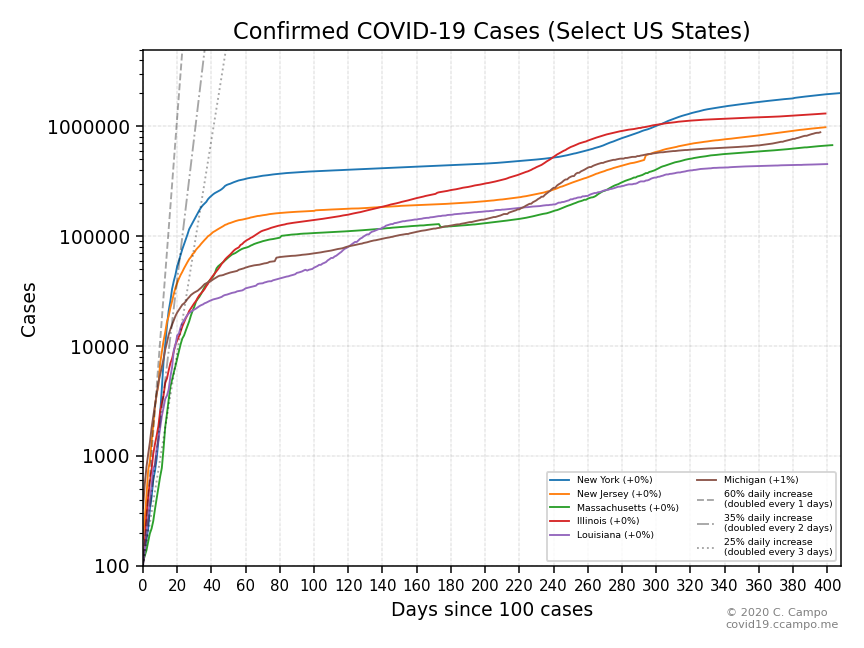 Confirmed COVID-19 Cases (Select US States)
Cases
1000000
100000
10000
1000
100
0 20 40 60 80 100 120 140 160 180 200 220 240 260 280 300 320 340 360 380 400
Days since 100 cases
New York (+0%)
New Jersey (+0%)
Massachusetts (+0%)
Illinois (+0%)
Louisiana (+0%)
Michigan (+1%)
60% daily increase
(doubled every 1 days)
35% daily increase
(doubled every 2 days)
25% daily increase
(doubled every 3 days)
© 2020 C. Campo
covid19.ccampo.me